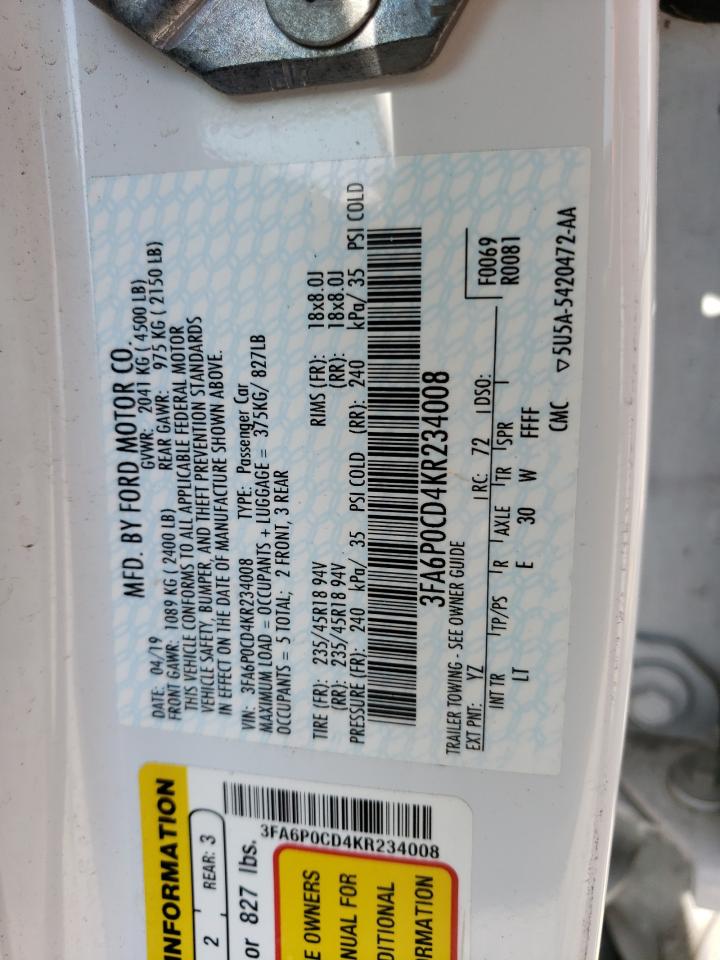 MFD. BY FORD MOTOR CO.
DATE: 04/19 GVWR: 2041 KG ( 4500 LB)
FRONT GAWR: 1089 KG ( 2400 LB) REAR GAWR: 975 KG ( 2150 LB)
THIS VEHICLE CONFORMS TO ALL APPLICABLE FEDERAL MOTOR
VEHICLE SAFETY, BUMPER, AND THEFT PREVENTION STANDARDS
IN EFFECT ON THE DATE OF MANUFACTURE SHOWN ABOVE.
VIN: 3FA6P0CD4KR234008 TYPE: Passenger Car
MAXIMUM LOAD = OCCUPANTS + LUGGAGE = 375KG/ 827LB
OCCUPANTS = 5 TOTAL; 2 FRONT, 3 REAR
TIRE (FR): 235/45R18 94V RIMS (FR): 18x8.0J
(RR): 235/45R18 94V (RR): 18x8.0J
PRESSURE (FR): 240 kPa/ 35 PSI COLD (RR): 240 kPa/ 35 PSI COLD
3FA6P0CD4KR234008
TRAILER TOWING - SEE OWNER GUIDE
F0069
R0081
EXT PNT: YZ RC: 72 DSO:
INT TR TP/PS R AXLE TR SPR
LT E 30 W FFFF
CMC ▽5U5A-5420472-AA
INFORMATION
2 REAR: 3
or 827 lbs.
3FA6P0CD4KR234008
E OWNERS
ANUAL FOR
DITIONAL
ORMATION